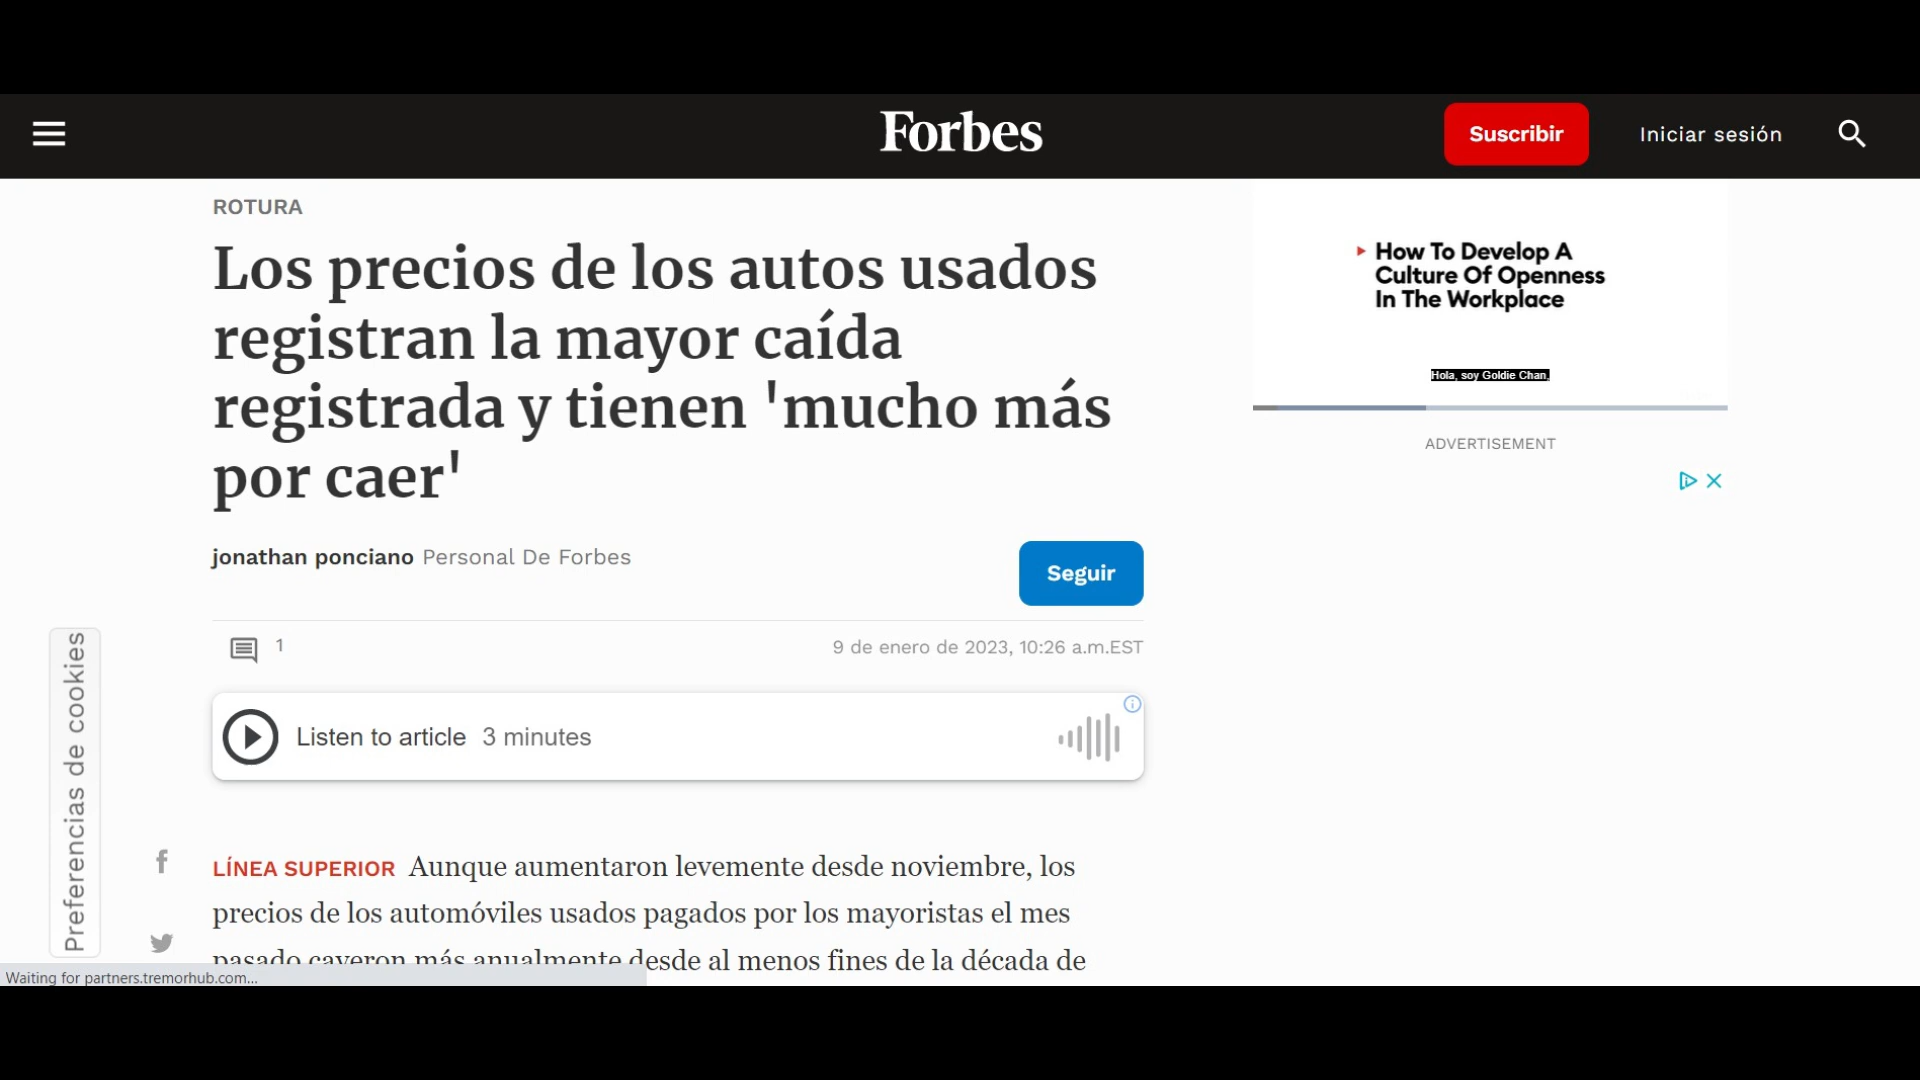 Forbes
Suscribir
Iniciar sesión
ROTURA
Los precios de los autos usados
registran la mayor caída
registrada y tienen 'mucho más
por caer'
jonathan ponciano Personal De Forbes
Seguir
1
9 de enero de 2023, 10:26 a.m.EST
Listen to article 3 minutes
LÍNEA SUPERIOR Aunque aumentaron levemente desde noviembre, los
precios de los automóviles usados pagados por los mayoristas el mes
pasado cayeron más anualmente desde al menos fines de la década de
Preferencias de cookies
Waiting for partners.tremorhub.com...
How To Develop A
Culture Of Openness
In The Workplace
Hola, soy Goldie Chan,
ADVERTISEMENT